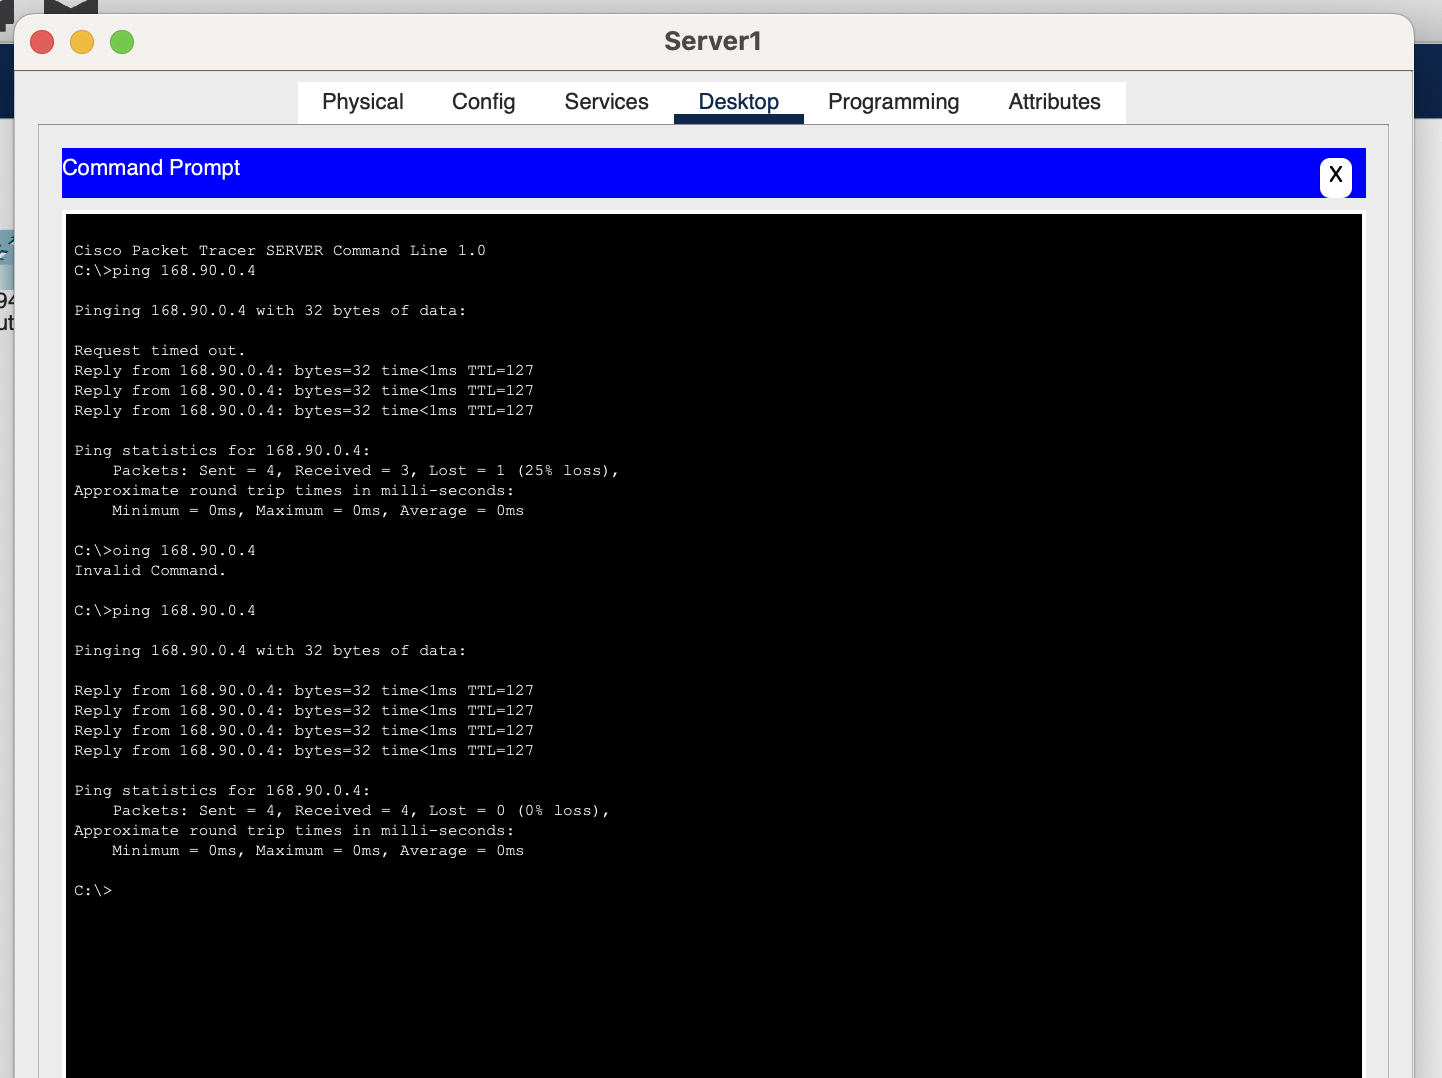 Server1
Physical Config Services Desktop Programming Attributes
Command Prompt
X
Cisco Packet Tracer SERVER Command Line 1.0
C:\>ping 168.90.0.4
Pinging 168.90.0.4 with 32 bytes of data:
Request timed out.
Reply from 168.90.0.4: bytes=32 time<1ms TTL=127
Reply from 168.90.0.4: bytes=32 time<1ms TTL=127
Reply from 168.90.0.4: bytes=32 time<1ms TTL=127
Ping statistics for 168.90.0.4:
Packets: Sent = 4, Received = 3, Lost = 1 (25% loss),
Approximate round trip times in milli-seconds:
Minimum = 0ms, Maximum = 0ms, Average = 0ms
C:\>oing 168.90.0.4
Invalid Command.
C:\>ping 168.90.0.4
Pinging 168.90.0.4 with 32 bytes of data:
Reply from 168.90.0.4: bytes=32 time<1ms TTL=127
Reply from 168.90.0.4: bytes=32 time<1ms TTL=127
Reply from 168.90.0.4: bytes=32 time<1ms TTL=127
Reply from 168.90.0.4: bytes=32 time<1ms TTL=127
Ping statistics for 168.90.0.4:
Packets: Sent = 4, Received = 4, Lost = 0 (0% loss),
Approximate round trip times in milli-seconds:
Minimum = 0ms, Maximum = 0ms, Average = 0ms
C:\>